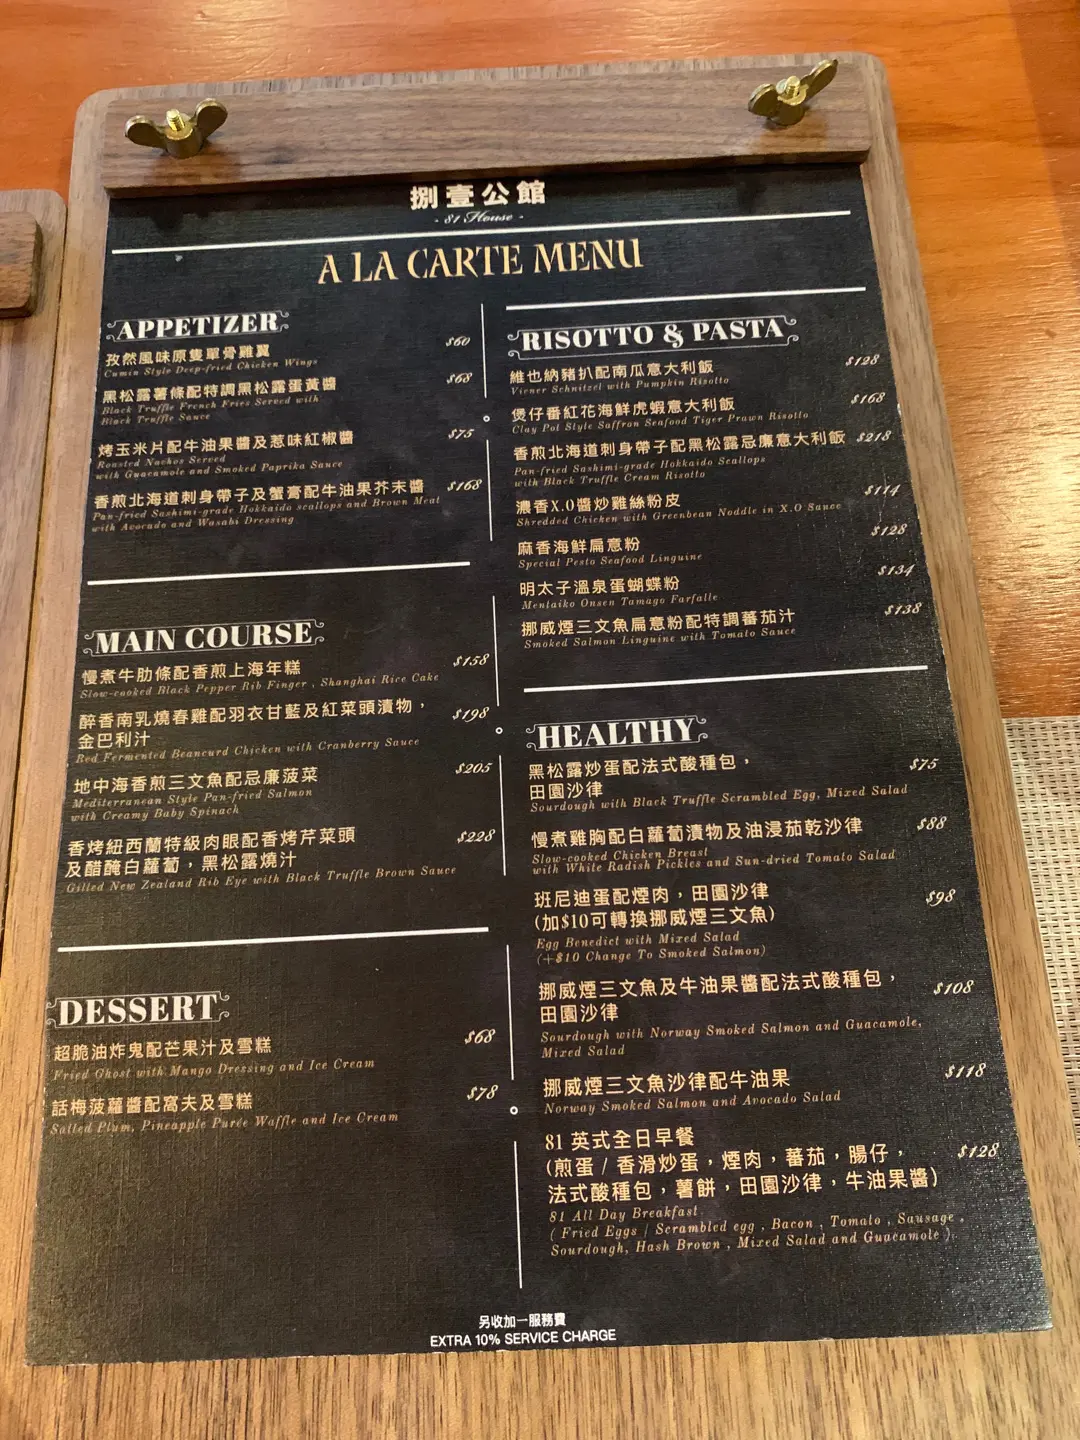 捌壹公館
- 81 House -
A LA CARTE MENU
APPETIZER
孜然風味原隻單骨雞翼 $60
Cumin Style Deep-fried Chicken Wings
黑松露薯條配特調黑松露蛋黃醬 $68
Black Truffle French Fries Served with
Black Truffle Sauce
烤玉米片配牛油果醬及惹味紅椒醬 $75
Roasted Nachos Served
with Guacamole and Smoked Paprika Sauce
香煎北海道刺身帶子及蟹膏配牛油果芥末醬 $168
Pan-fried Sashimi-grade Hokkaido scallops and Brown Meat
with Avocado and Wasabi Dressing
MAIN COURSE
慢煮牛肋條配香煎上海年糕 $158
Slow-cooked Black Pepper Rib Finger , Shanghai Rice Cake
醉香南乳燒春雞配羽衣甘藍及紅菜頭漬物， $198
金巴利汁
Red Fermented Beancurd Chicken with Cranberry Sauce
地中海香煎三文魚配忌廉菠菜 $205
Mediterranean Style Pan-fried Salmon
with Creamy Baby Spinach
香烤紐西蘭特級肉眼配香烤芹菜頭 $228
及醋醃白蘿蔔，黑松露燒汁
Gilled New Zealand Rib Eye with Black Truffle Brown Sauce
DESSERT
超脆油炸鬼配芒果汁及雪糕 $68
Fried Ghost with Mango Dressing and Ice Cream
話梅菠蘿醬配窩夫及雪糕 $78
Salted Plum, Pineapple Purée Waffle and Ice Cream
RISOTTO & PASTA
維也納豬扒配南瓜意大利飯 $128
Viener Schnitzel with Pumpkin Risotto
煲仔番紅花海鮮虎蝦意大利飯 $168
Clay Pot Style Saffron Seafood Tiger Prawn Risotto
香煎北海道刺身帶子配黑松露忌廉意大利飯 $218
Pan-fried Sashimi-grade Hokkaido Scallops
with Black Truffle Cream Risotto
濃香X.O醬炒雞絲粉皮 $114
Shredded Chicken with Greenbean Noddle in X.O Sauce
麻香海鮮扁意粉 $128
Special Pesto Seafood Linguine
明太子溫泉蛋蝴蝶粉 $134
Mentaiko Onsen Tamago Farfalle
挪威煙三文魚扁意粉配特調蕃茄汁 $138
Smoked Salmon Linguine with Tomato Sauce
HEALTHY
黑松露炒蛋配法式酸種包， $75
田園沙律
Sourdough with Black Truffle Scrambled Egg, Mixed Salad
慢煮雞胸配白蘿蔔漬物及油浸茄乾沙律 $88
Slow-cooked Chicken Breast
with White Radish Pickles and Sun-dried Tomato Salad
班尼迪蛋配煙肉，田園沙律 $98
(加$10可轉換挪威煙三文魚)
Egg Benedict with Mixed Salad
(+$10 Change To Smoked Salmon)
挪威煙三文魚及牛油果醬配法式酸種包， $108
田園沙律
Sourdough with Norway Smoked Salmon and Guacamole,
Mixed Salad
挪威煙三文魚沙律配牛油果 $118
Norway Smoked Salmon and Avocado Salad
81 英式全日早餐 $128
(煎蛋 / 香滑炒蛋，煙肉，蕃茄，腸仔，
法式酸種包，薯餅，田園沙律，牛油果醬)
81 All Day Breakfast
( Fried Eggs / Scrambled egg , Bacon , Tomato , Sausage ,
Sourdough, Hash Brown , Mixed Salad and Guacamole )
另收加一服務費
EXTRA 10% SERVICE CHARGE